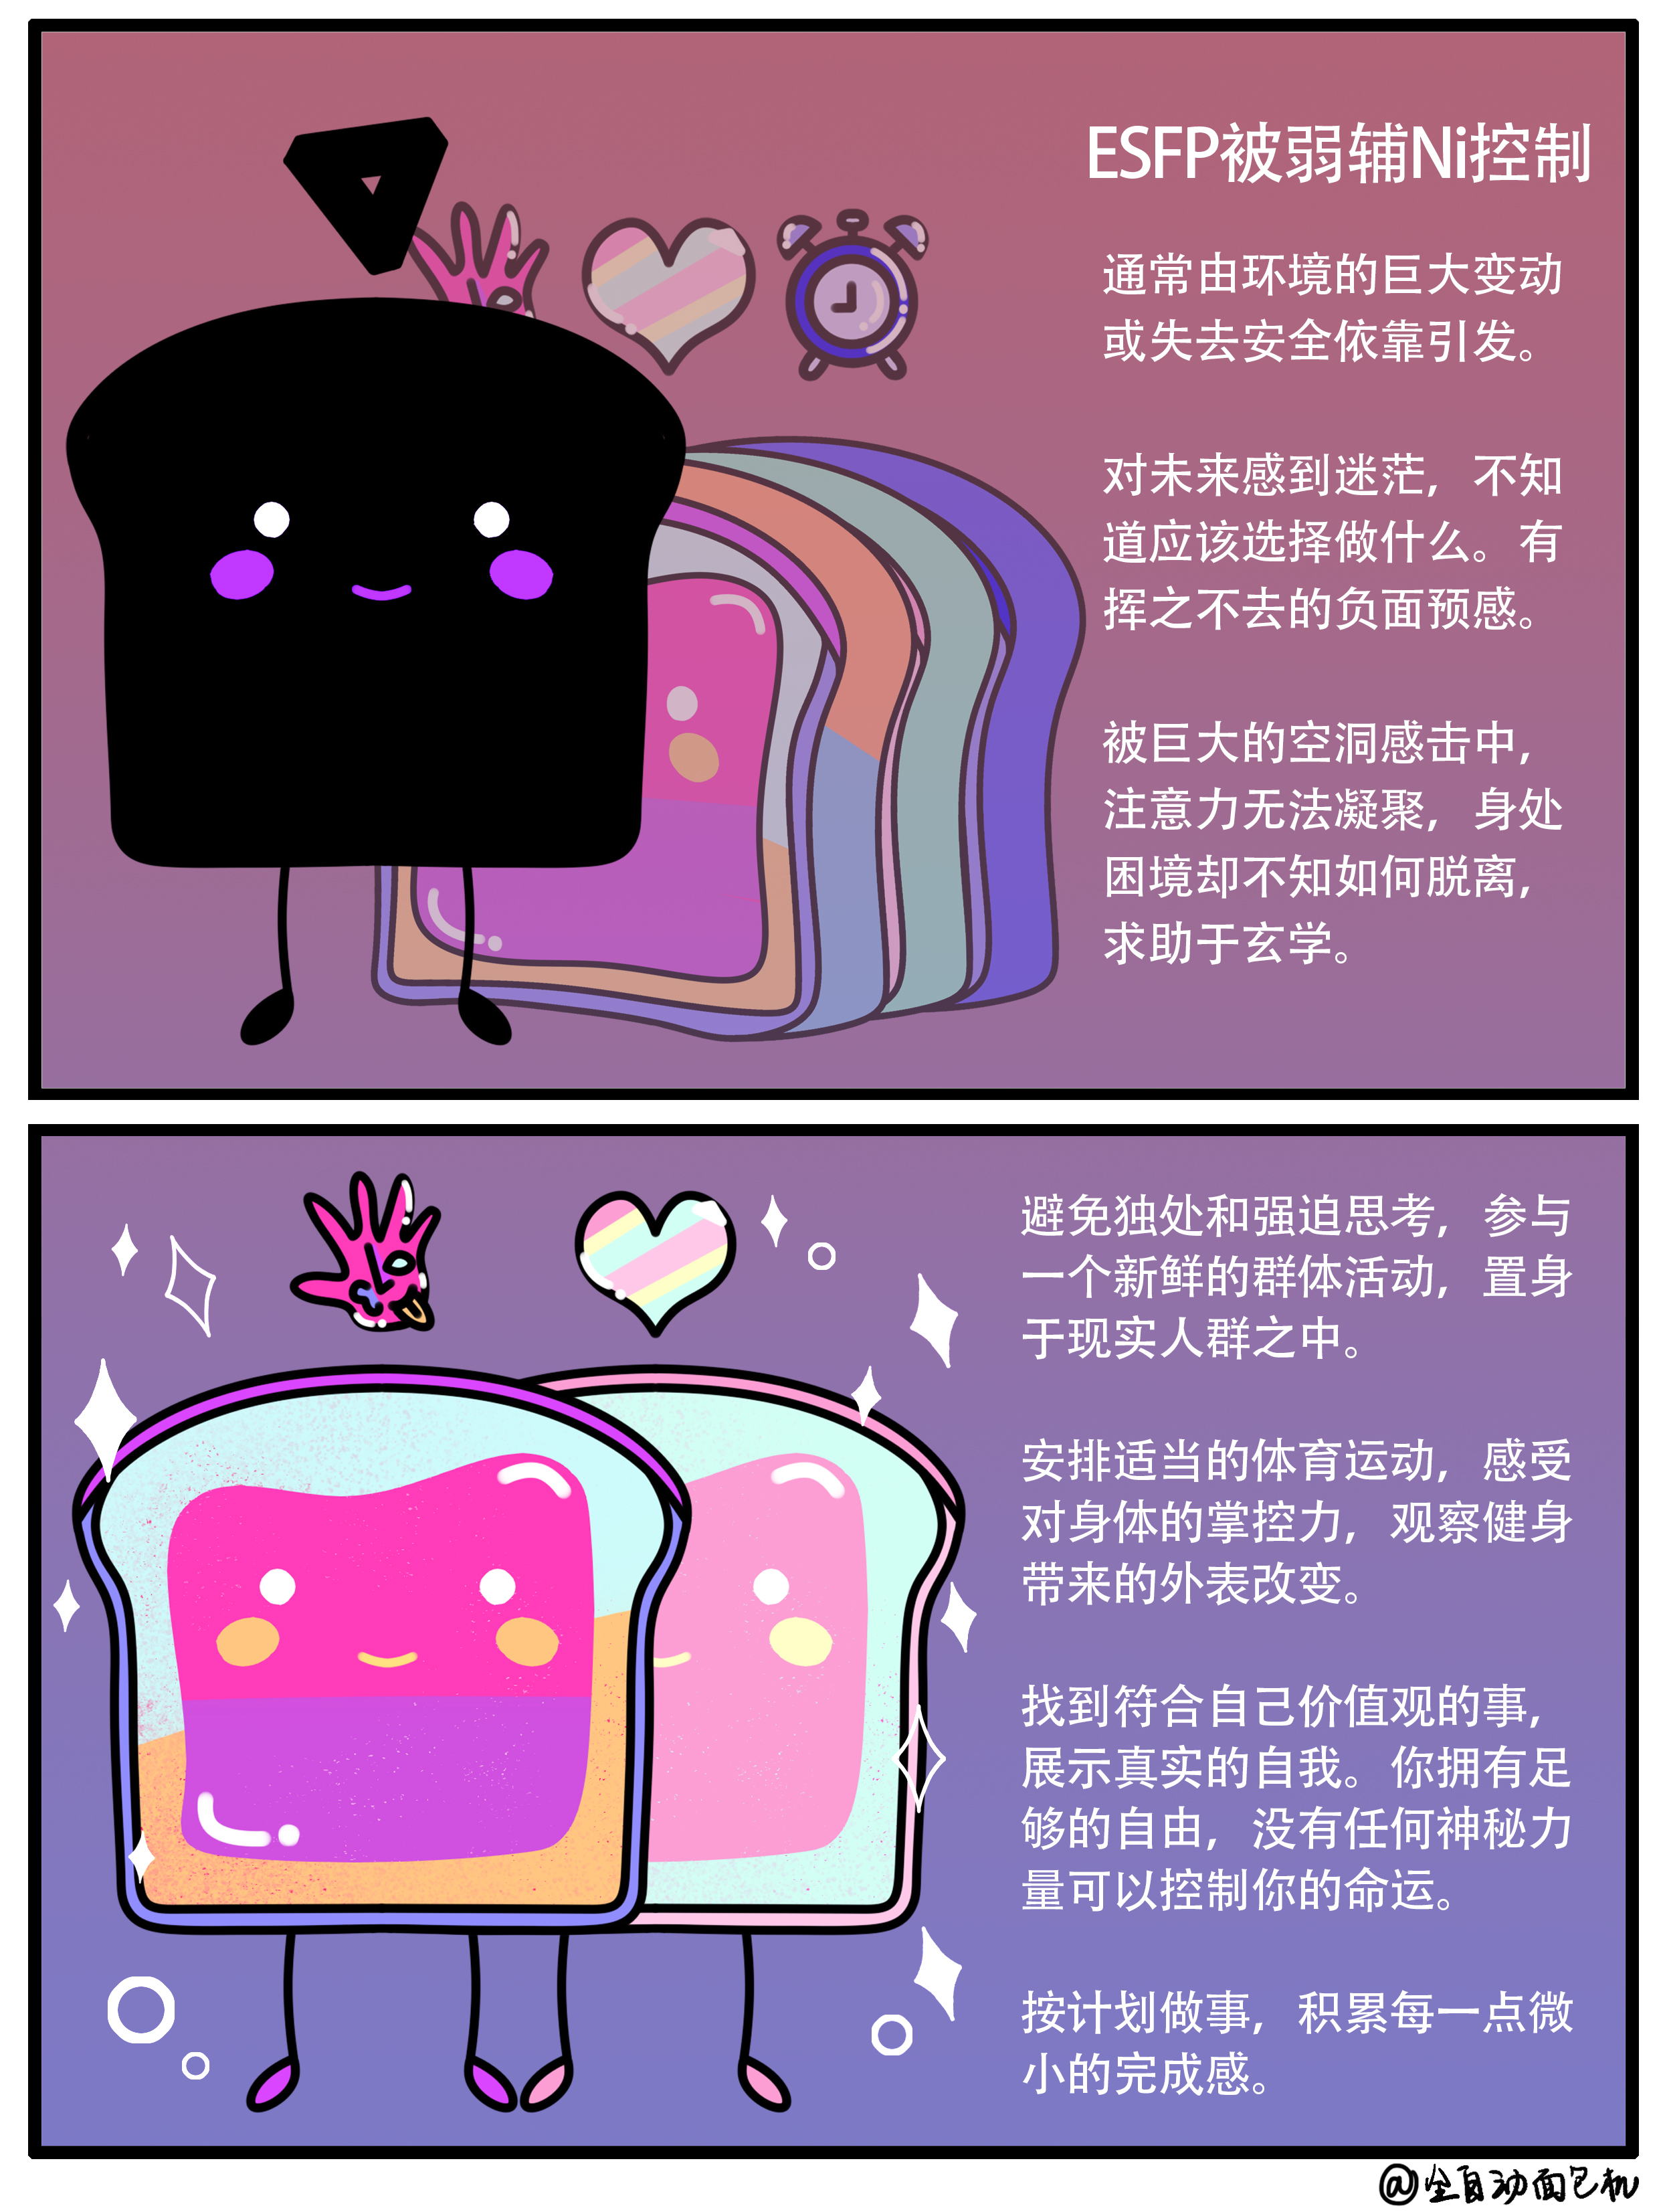 ESFP被弱辅Ni控制
通常由环境的巨大变动
或失去安全依靠引发。
对未来感到迷茫，不知
道应该选择做什么。有
挥之不去的负面预感。
被巨大的空洞感击中，
注意力无法凝聚，身处
困境却不知如何脱离，
求助于玄学。
避免独处和强迫思考，参与
一个新鲜的群体活动，置身
于现实人群之中。
安排适当的体育运动，感受
对身体的掌控力，观察健身
带来的外表改变。
找到符合自己价值观的事，
展示真实的自我。你拥有足
够的自由，没有任何神秘力
量可以控制你的命运。
按计划做事，积累每一点微
小的完成感。
@全自动面包机